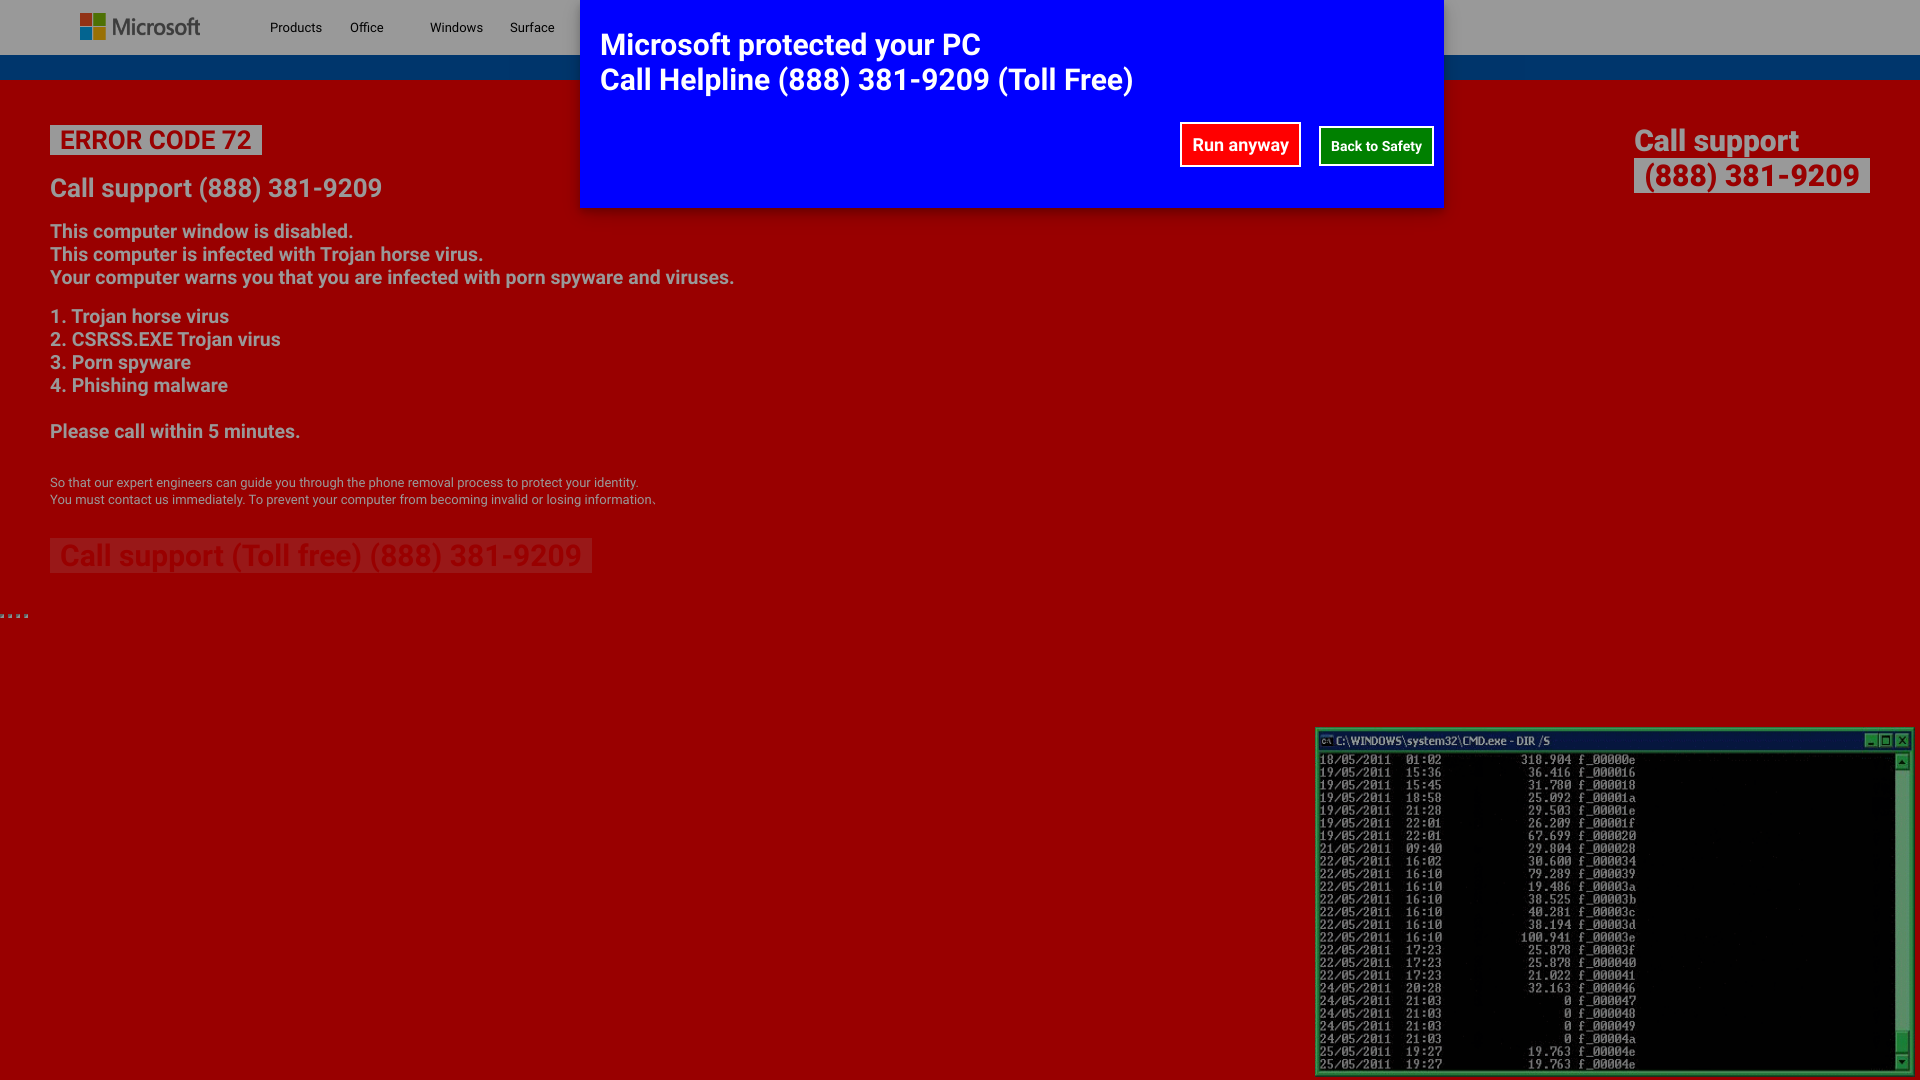 Microsoft
Products
Office
Windows
Surface
Microsoft protected your PC
Call Helpline (888) 381-9209 (Toll Free)
Run anyway
Back to Safety
ERROR CODE 72
Call support (888) 381-9209
This computer window is disabled.
This computer is infected with Trojan horse virus.
Your computer warns you that you are infected with porn spyware and viruses.
1. Trojan horse virus
2. CSRSS.EXE Trojan virus
3. Porn spyware
4. Phishing malware
Please call within 5 minutes.
So that our expert engineers can guide you through the phone removal process to protect your identity.
You must contact us immediately. To prevent your computer from becoming invalid or losing information、
Call support (Toll free) (888) 381-9209
Call support
(888) 381-9209
C:\WINDOWS\system32\CMD.exe - DIR /S
18/05/2011 01:02 318.904 f_00000e
19/05/2011 15:36 36.416 f_000016
19/05/2011 15:45 31.780 f_000018
19/05/2011 18:58 25.092 f_00001a
19/05/2011 21:28 29.503 f_00001e
19/05/2011 22:01 26.209 f_00001f
19/05/2011 22:01 67.699 f_000020
21/05/2011 09:40 29.804 f_000028
22/05/2011 16:02 30.600 f_000034
22/05/2011 16:10 79.289 f_000039
22/05/2011 16:10 19.486 f_00003a
22/05/2011 16:10 38.525 f_00003b
22/05/2011 16:10 40.281 f_00003c
22/05/2011 16:10 38.194 f_00003d
22/05/2011 16:10 100.941 f_00003e
22/05/2011 17:23 25.878 f_00003f
22/05/2011 17:23 25.878 f_000040
22/05/2011 17:23 21.022 f_000041
24/05/2011 20:28 32.163 f_000046
24/05/2011 21:03 0 f_000047
24/05/2011 21:03 0 f_000048
24/05/2011 21:03 0 f_000049
24/05/2011 21:03 0 f_00004a
25/05/2011 19:27 19.763 f_00004e
25/05/2011 19:27 19.763 f_00004e